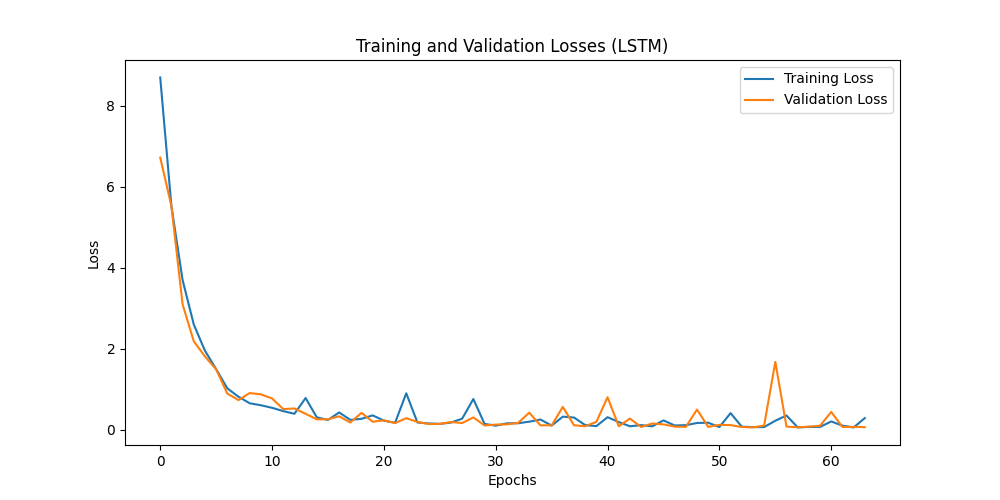 Training and Validation Losses (LSTM)
Training Loss
Validation Loss
8
6
4
2
0
Loss
0 10 20 30 40 50 60
Epochs